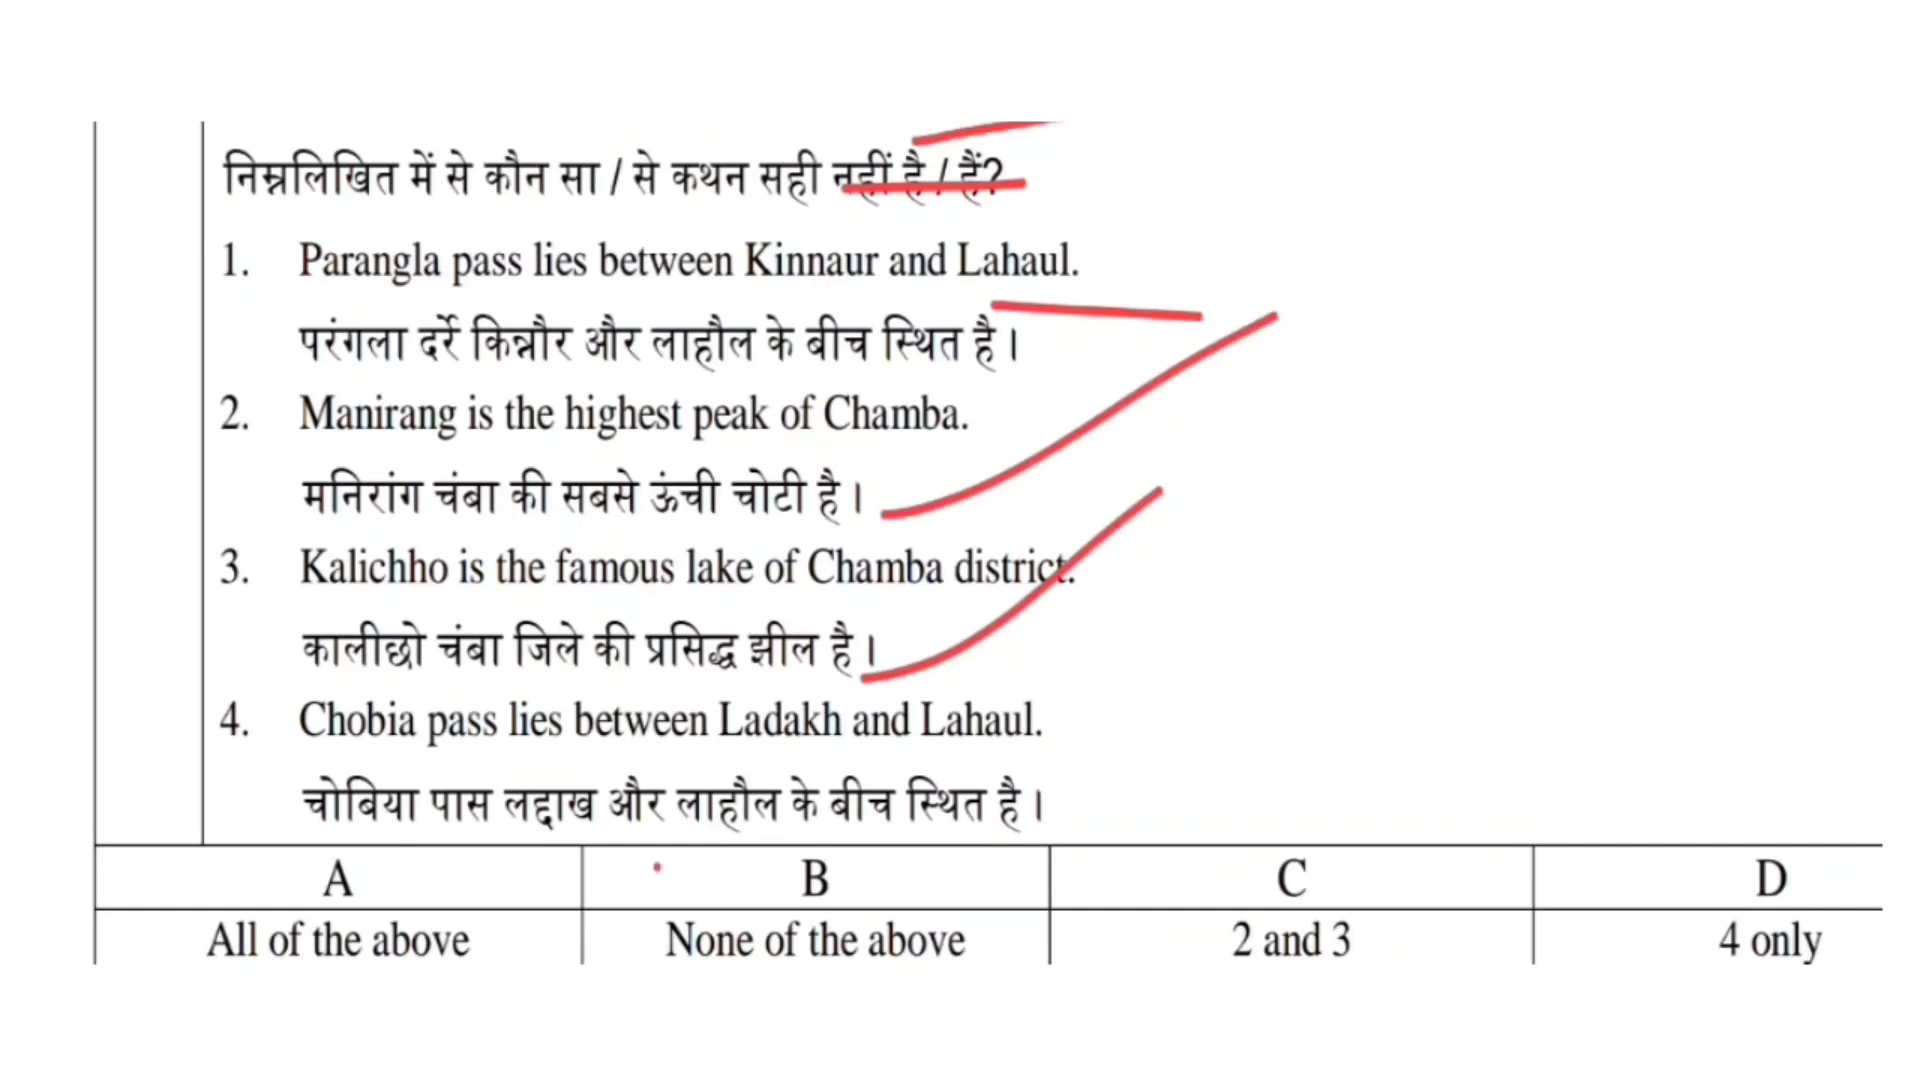 निम्नलिखित में से कौन सा / से कथन सही नहीं है / हैं?
1. Parangla pass lies between Kinnaur and Lahaul.
परंगला दर्रे किन्नौर और लाहौल के बीच स्थित है।
2. Manirang is the highest peak of Chamba.
मनिरांग चंबा की सबसे ऊंची चोटी है।
3. Kalichho is the famous lake of Chamba district.
कालीछो चंबा जिले की प्रसिद्ध झील है।
4. Chobia pass lies between Ladakh and Lahaul.
चोबिया पास लद्दाख और लाहौल के बीच स्थित है।
A B C D
All of the above None of the above 2 and 3 4 only